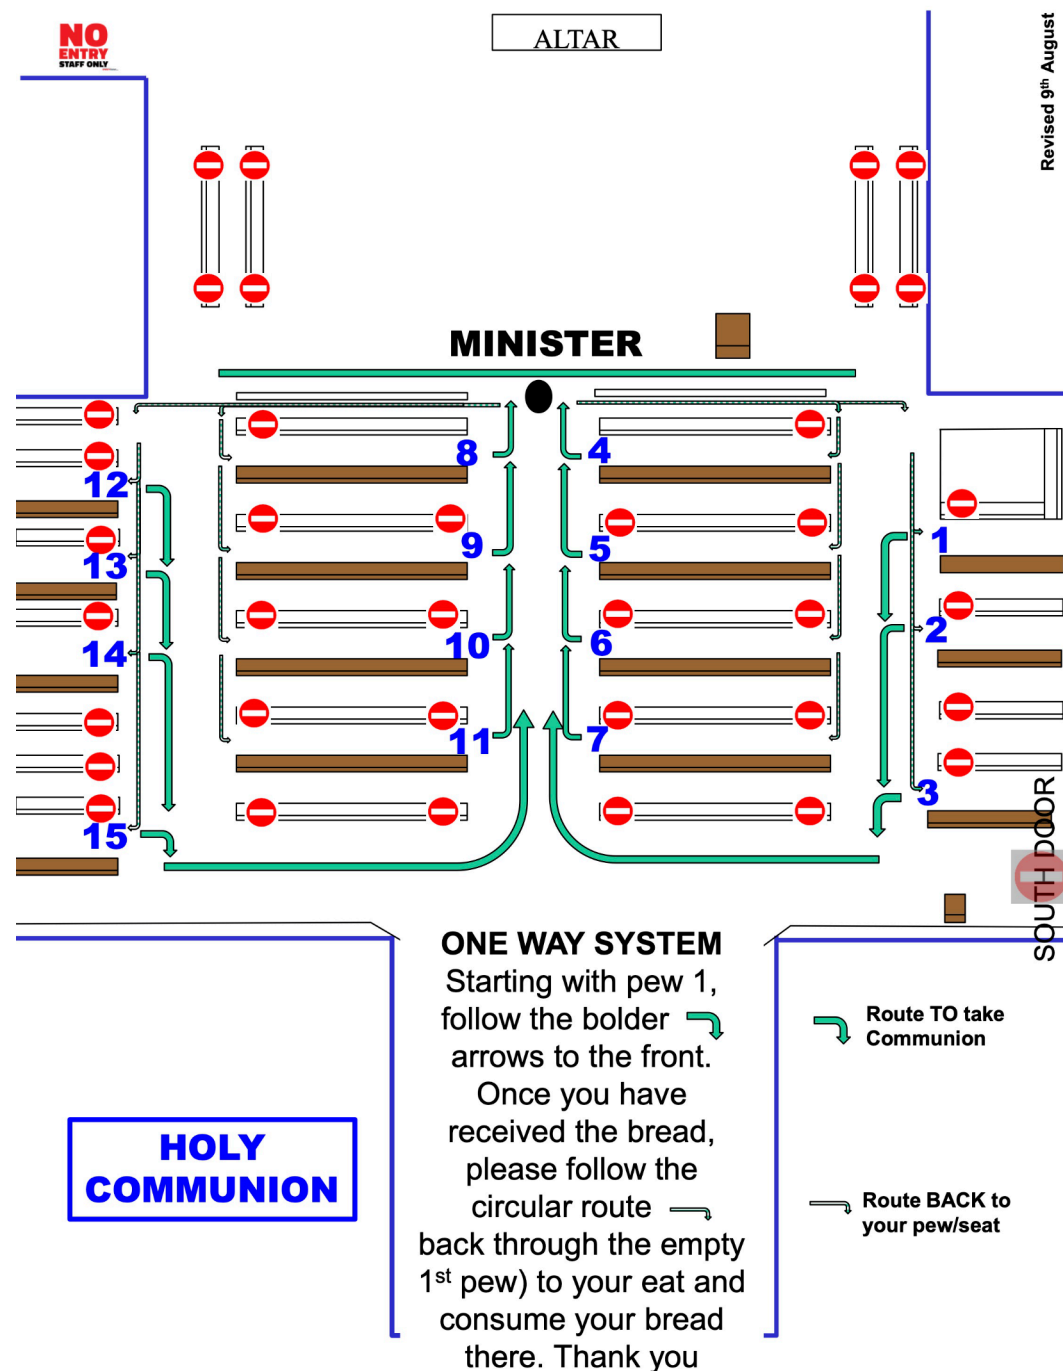 NO
ENTRY
STAFF ONLY
ALTAR
Revised 9th August
MINISTER
8
4
12
9
5
1
13
10
6
2
14
11
7
3
15
SOUTH DOOR
ONE WAY SYSTEM
Starting with pew 1,
follow the bolder
arrows to the front.
Once you have
received the bread,
please follow the
circular route
back through the empty
1st pew) to your eat and
consume your bread
there. Thank you
Route TO take
Communion
HOLY
COMMUNION
Route BACK to
your pew/seat